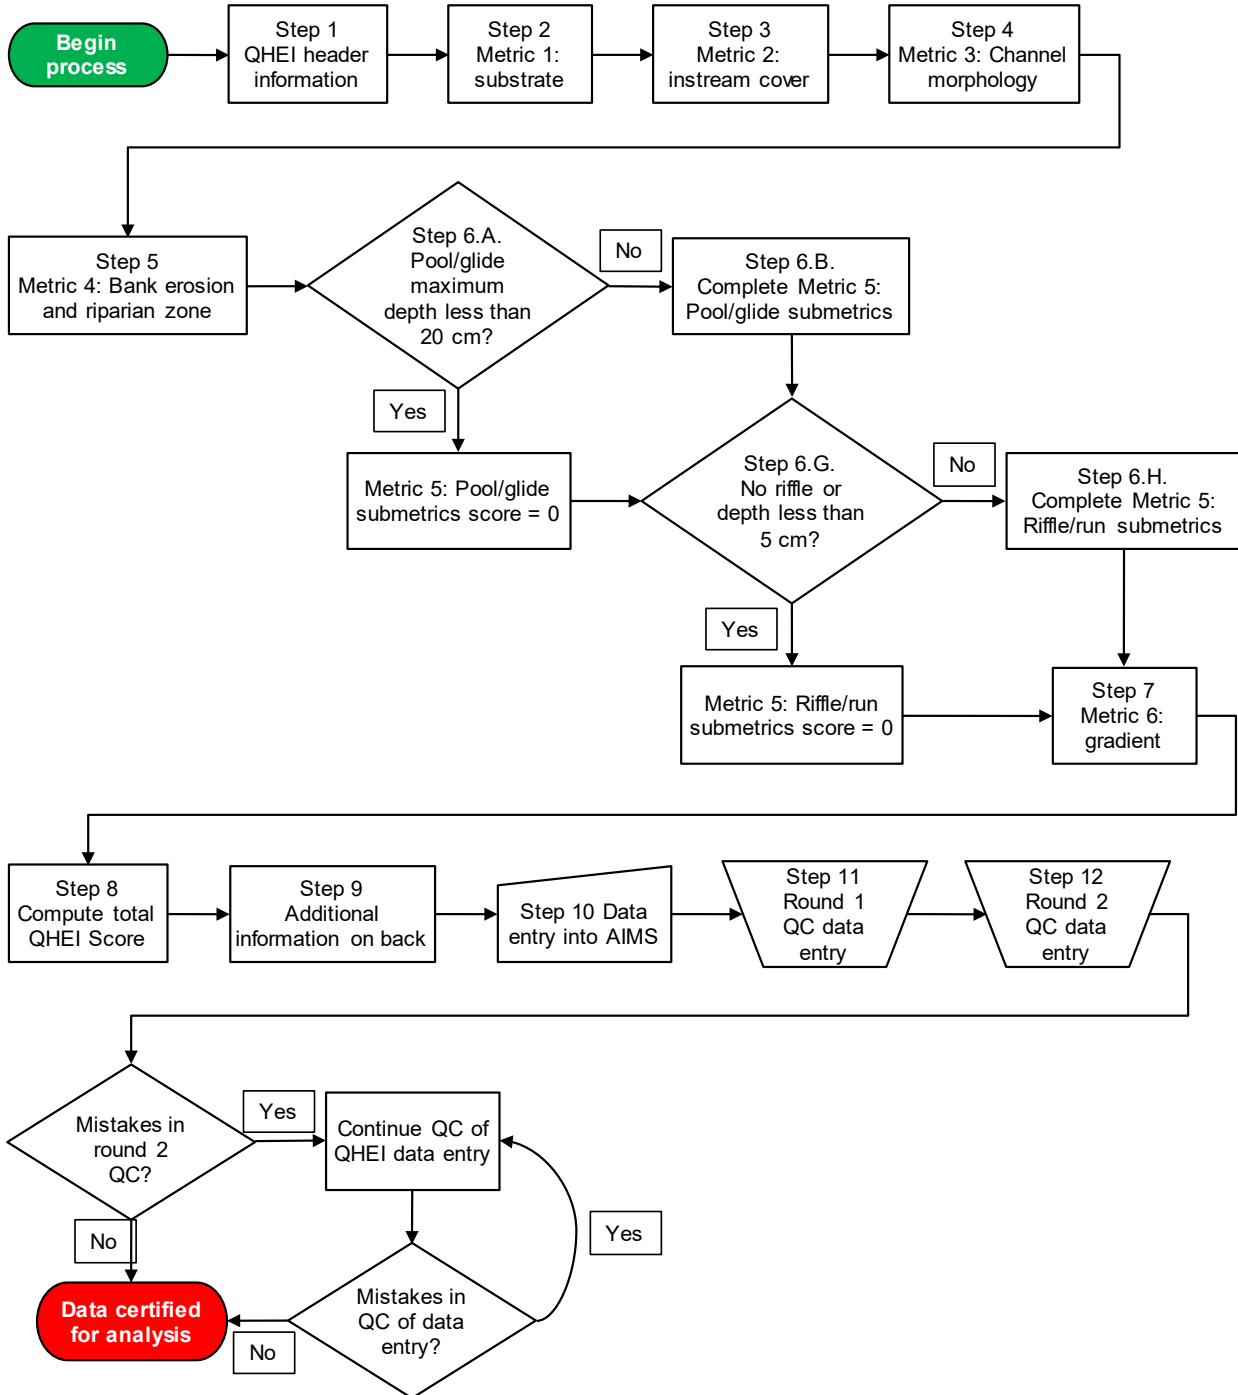 Begin
process
Step 1
QHEI header
information
Step 2
Metric 1:
substrate
Step 3
Metric 2:
instream cover
Step 4
Metric 3: Channel
morphology
Step 5
Metric 4: Bank erosion
and riparian zone
Step 6.A.
Pool/glide
maximum
depth less than
20 cm?
No
Step 6.B.
Complete Metric 5:
Pool/glide submetrics
Yes
Metric 5: Pool/glide
submetrics score = 0
Step 6.G.
No riffle or
depth less than
5 cm?
No
Step 6.H.
Complete Metric 5:
Riffle/run submetrics
Yes
Metric 5: Riffle/run
submetrics score = 0
Step 7
Metric 6:
gradient
Step 8
Compute total
QHEI Score
Step 9
Additional
information on back
Step 10 Data
entry into AIMS
Step 11
Round 1
QC data
entry
Step 12
Round 2
QC data
entry
Mistakes in
round 2
QC?
Yes
Continue QC of
QHEI data entry
Yes
No
Data certified
for analysis
Mistakes in
QC of data
entry?
No